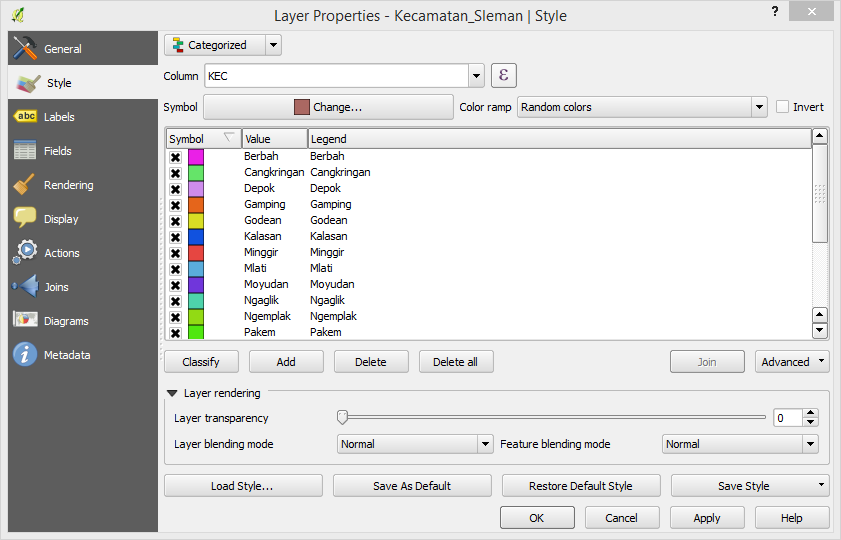 Layer Properties - Kecamatan_Sleman | Style
?
General
Style
abc Labels
Fields
Rendering
Display
Actions
Joins
Diagrams
Metadata
Categorized
Column KEC ε
Symbol Change... Color ramp Random colors Invert
Symbol Value Legend
Berbah Berbah
Cangkringan Cangkringan
Depok Depok
Gamping Gamping
Godean Godean
Kalasan Kalasan
Minggir Minggir
Mlati Mlati
Moyudan Moyudan
Ngaglik Ngaglik
Ngemplak Ngemplak
Pakem Pakem
Classify Add Delete Delete all Join Advanced
Layer rendering
Layer transparency 0
Layer blending mode Normal Feature blending mode Normal
Load Style... Save As Default Restore Default Style Save Style
OK Cancel Apply Help